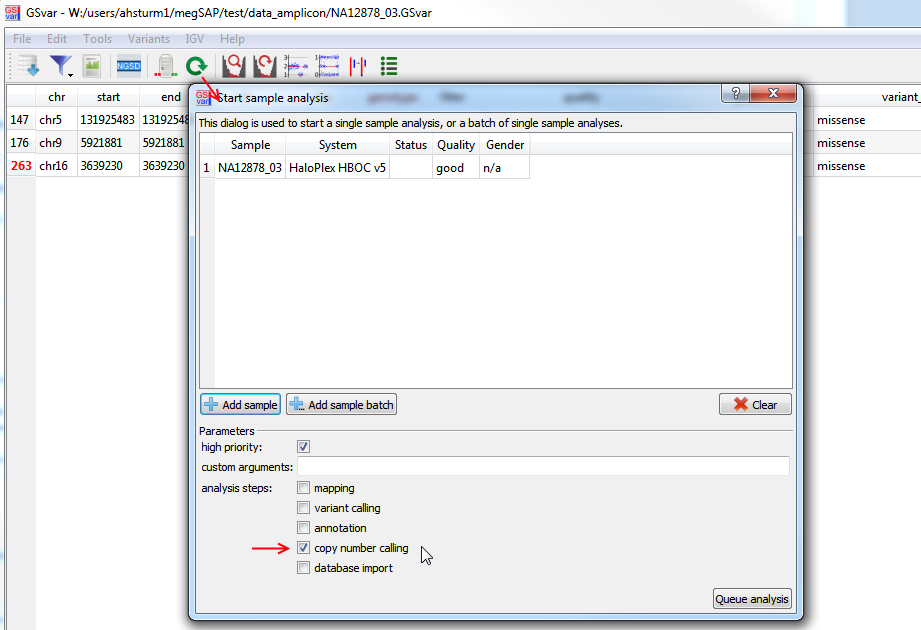 GSvar - W:/users/ahsturm1/megSAP/test/data_amplicon/NA12878_03.GSvar
File Edit Tools Variants IGV Help
NGSD
chr start end variant_
147 chr5 131925483 1319254 missense
176 chr9 5921881 5921881 missense
263 chr16 3639230 3639230 missense
Start sample analysis
This dialog is used to start a single sample analysis, or a batch of single sample analyses.
Sample System Status Quality Gender
1 NA12878_03 HaloPlex HBOC v5 good n/a
Add sample Add sample batch Clear
Parameters
high priority:
custom arguments:
analysis steps: mapping
variant calling
annotation
copy number calling
database import
Queue analysis